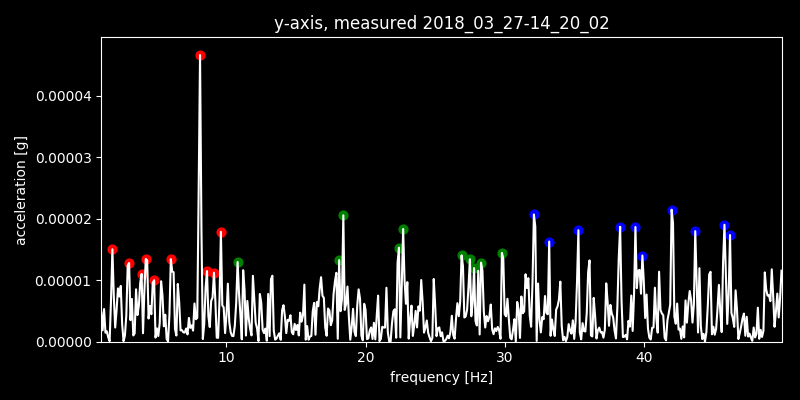 y-axis, measured 2018_03_27-14_20_02
acceleration [g]
0.00004
0.00003
0.00002
0.00001
0.00000
10 20 30 40
frequency [Hz]